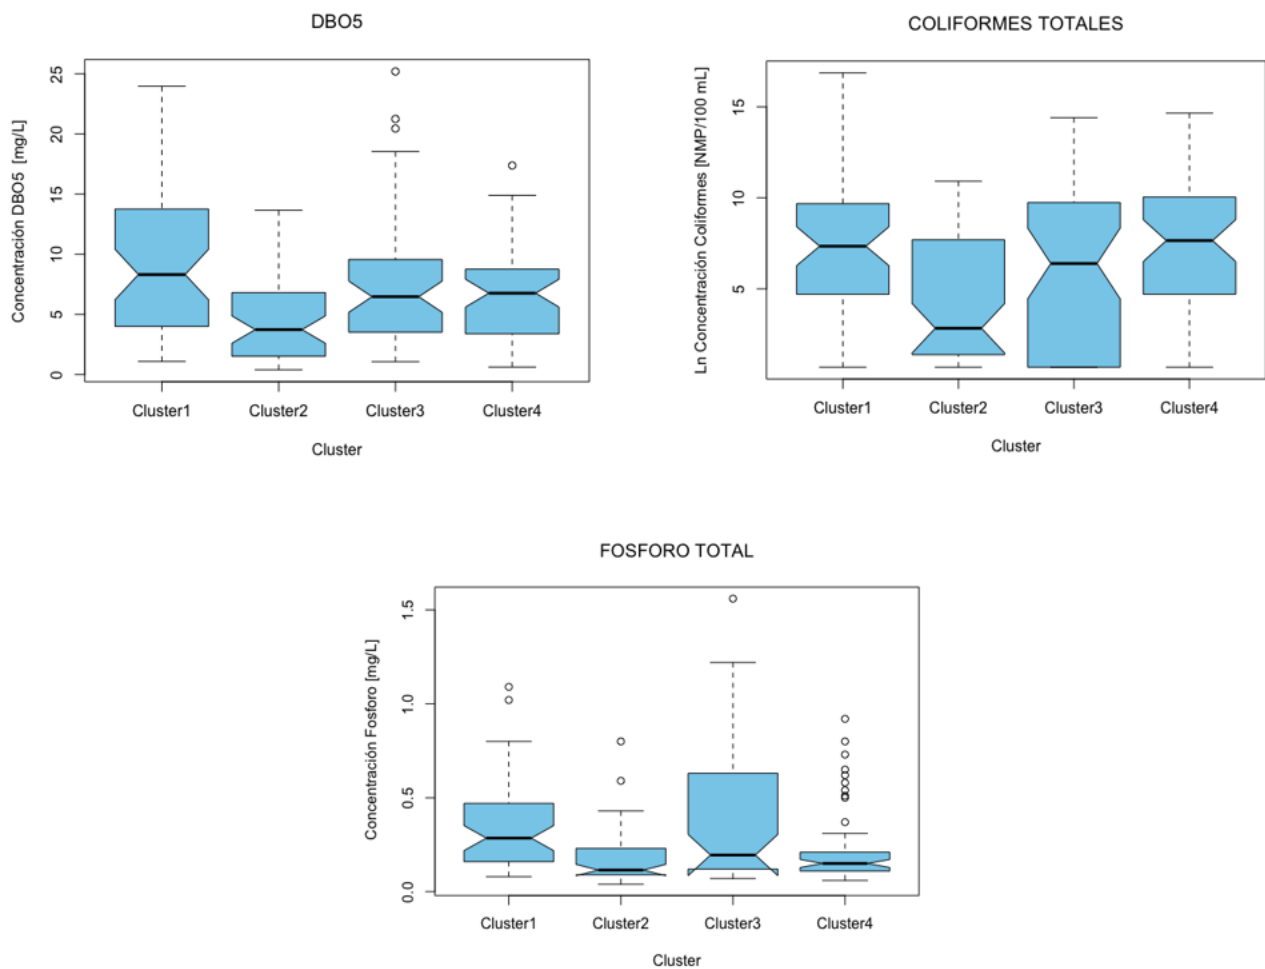 DBO5
Concentración DBO5 [mg/L]
25
20
15
10
5
0
Cluster1 Cluster2 Cluster3 Cluster4
Cluster
COLIFORMES TOTALES
Ln Concentración Coliformes [NMP/100 mL]
15
10
5
Cluster1 Cluster2 Cluster3 Cluster4
Cluster
FOSFORO TOTAL
Concentración Fosforo [mg/L]
1.5
1.0
0.5
0.0
Cluster1 Cluster2 Cluster3 Cluster4
Cluster